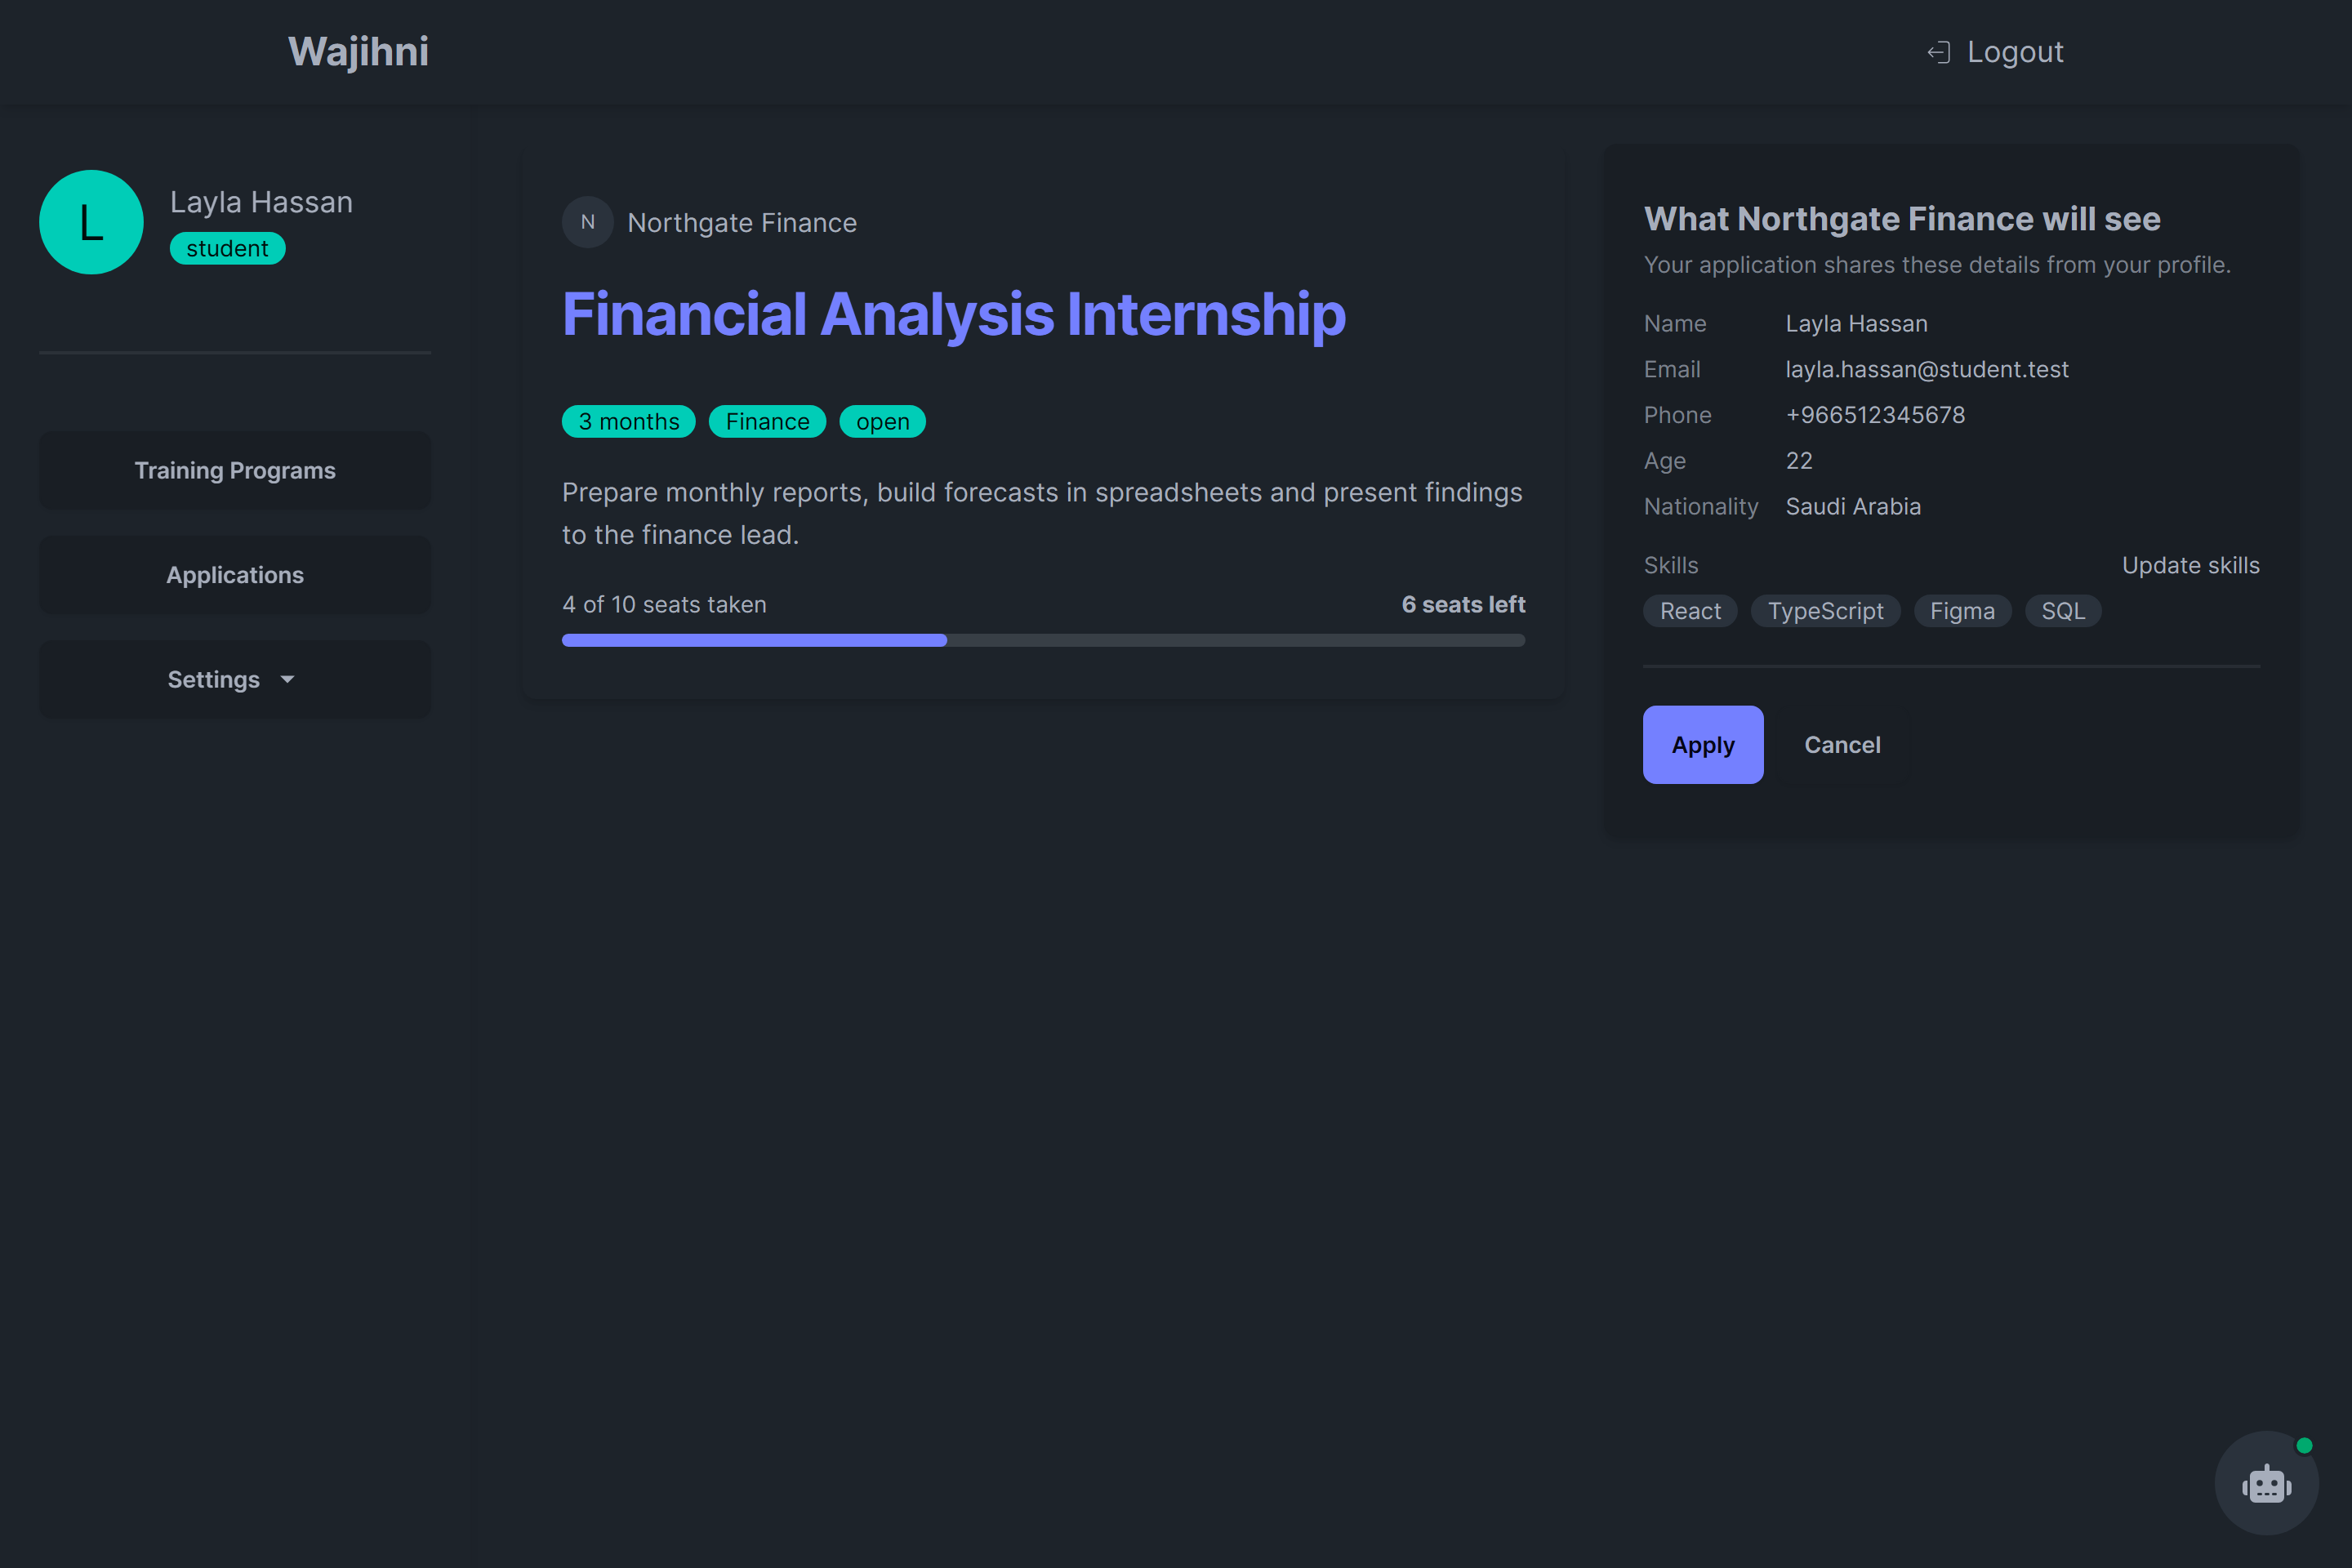 Wajihni
Logout
L
Layla Hassan
student
Training Programs
Applications
Settings
N
Northgate Finance
Financial Analysis Internship
3 months
Finance
open
Prepare monthly reports, build forecasts in spreadsheets and present findings
to the finance lead.
4 of 10 seats taken
6 seats left
What Northgate Finance will see
Your application shares these details from your profile.
Name Layla Hassan
Email layla.hassan@student.test
Phone +966512345678
Age 22
Nationality Saudi Arabia
Skills Update skills
React TypeScript Figma SQL
Apply Cancel